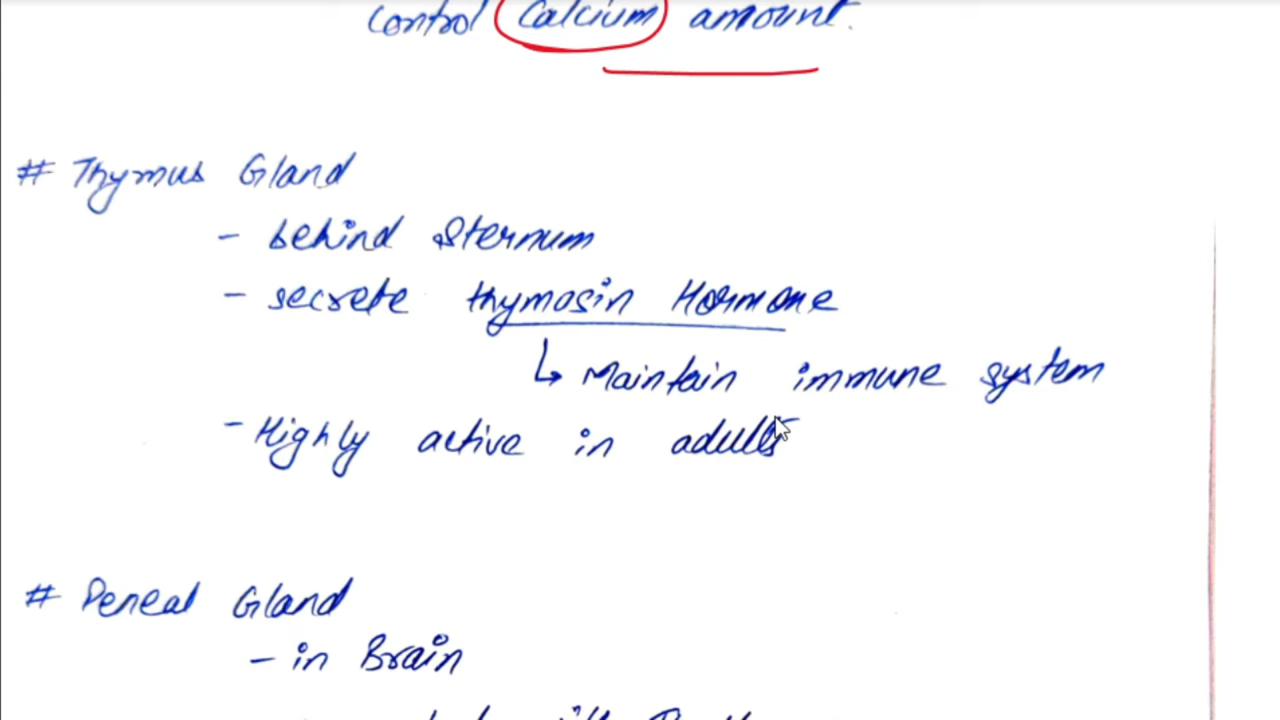 control Calcium amount.
# Thymus Gland
- behind Sternum
- secrete thymosin Hormone
↳ Maintain immune system
- Highly active in adults
# Peneal Gland
- in Brain